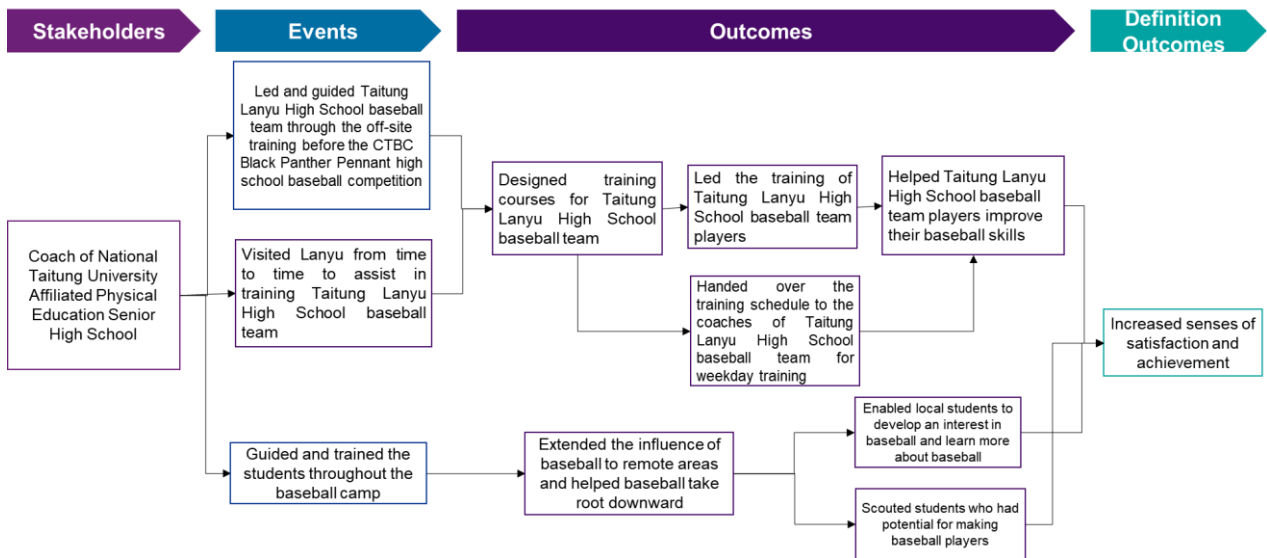 Stakeholders
Events
Outcomes
Definition
Outcomes
Led and guided Taitung
Lanyu High School baseball
team through the off-site
training before the CTBC
Black Panther Pennant high
school baseball competition
Designed training
courses for Taitung
Lanyu High School
baseball team
Led the training of
Taitung Lanyu High
School baseball team
players
Helped Taitung Lanyu
High School baseball
team players improve
their baseball skills
Coach of National
Taitung University
Affiliated Physical
Education Senior
High School
Visited Lanyu from time
to time to assist in
training Taitung Lanyu
High School baseball
team
Handed over the
training schedule to the
coaches of Taitung
Lanyu High School
baseball team for
weekday training
Increased senses of
satisfaction and
achievement
Guided and trained the
students throughout the
baseball camp
Extended the influence of
baseball to remote areas
and helped baseball take
root downward
Enabled local students to
develop an interest in
baseball and learn more
about baseball
Scouted students who had
potential for making
baseball players